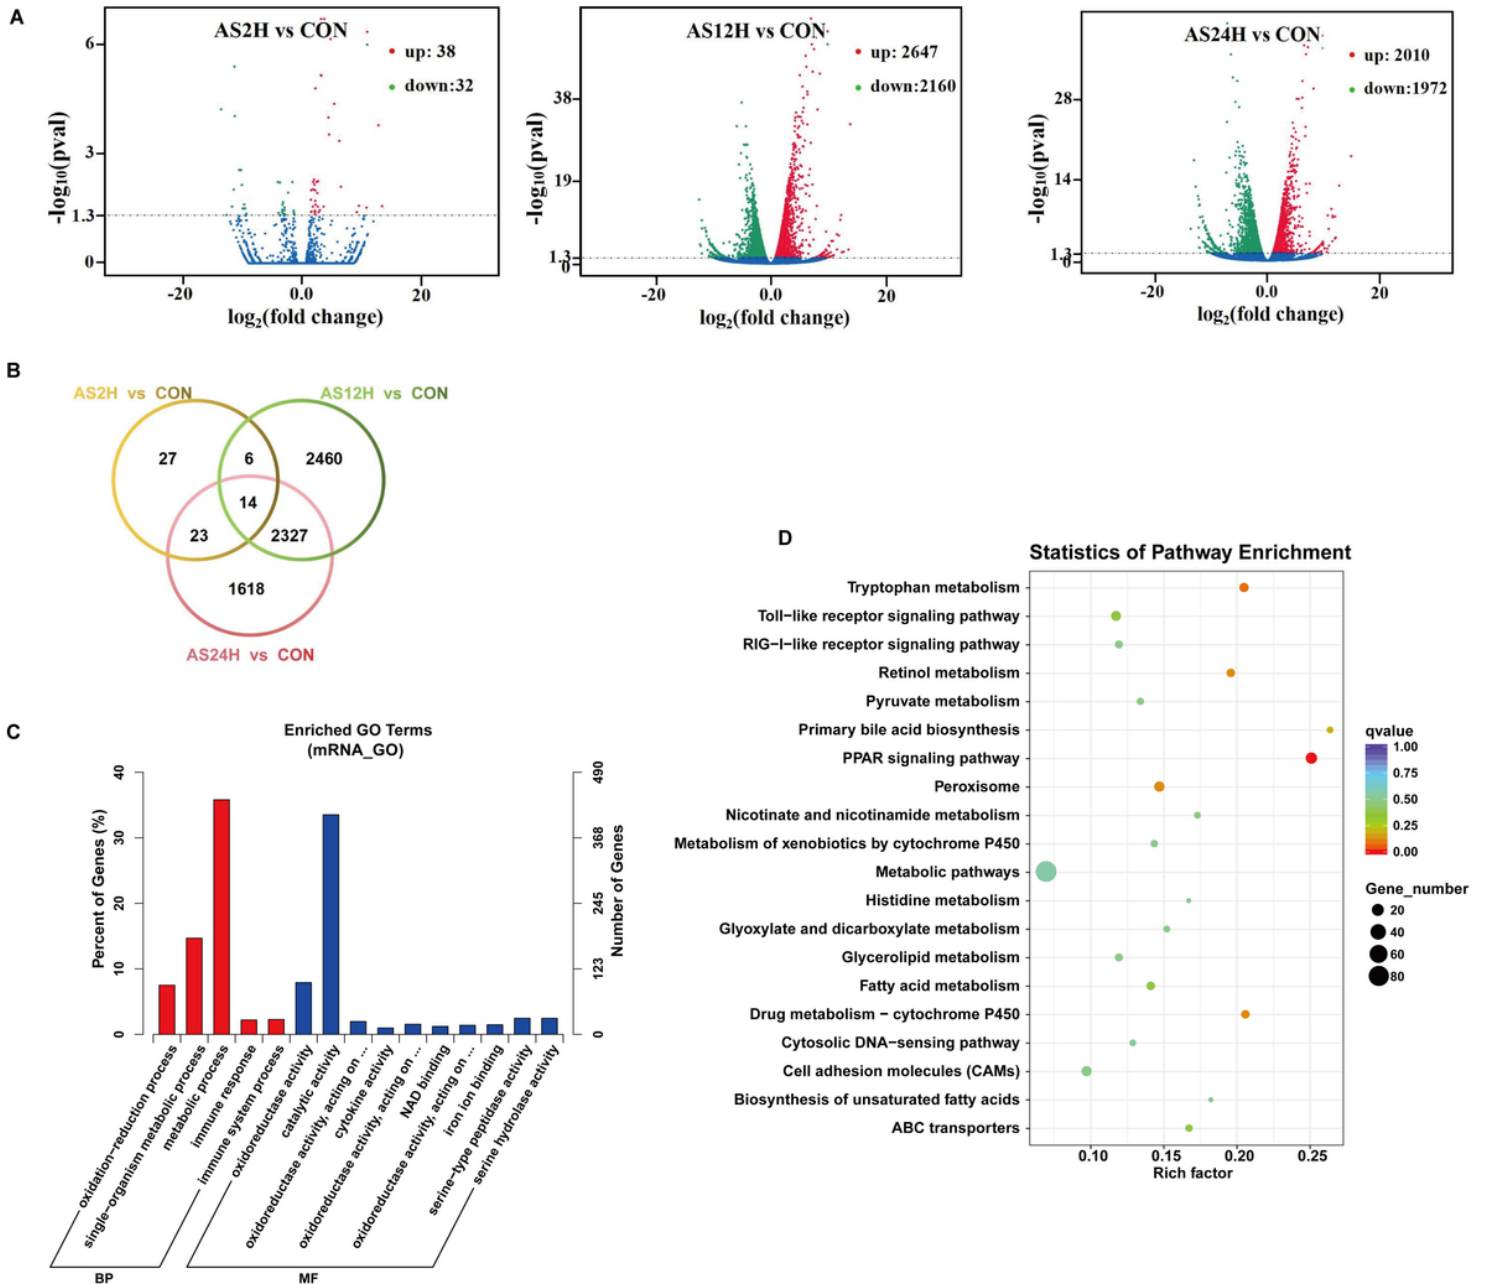 A
AS2H vs CON
up: 38
down:32
6
3
1.3
0
-log10(pval)
-20
0.0
20
log2(fold change)
AS12H vs CON
up: 2647
down:2160
38
19
1.3
0
-log10(pval)
-20
0.0
20
log2(fold change)
AS24H vs CON
up: 2010
down:1972
28
14
1.3
0
-log10(pval)
-20
0.0
20
log2(fold change)
B
AS2H vs CON
AS12H vs CON
27
6
2460
14
23
2327
1618
AS24H vs CON
C
Enriched GO Terms
(mRNA_GO)
Percent of Genes (%)
40
30
20
10
0
Number of Genes
490
368
245
123
0
oxidation−reduction process
single−organism metabolic process
metabolic process
immune response
immune system process
oxidoreductase activity
catalytic activity
oxidoreductase activity, acting on ...
cytokine activity
oxidoreductase activity, acting on ...
NAD binding
oxidoreductase activity, acting on ...
iron ion binding
serine−type peptidase activity
serine hydrolase activity
BP
MF
D
Statistics of Pathway Enrichment
Tryptophan metabolism
Toll−like receptor signaling pathway
RIG−I−like receptor signaling pathway
Retinol metabolism
Pyruvate metabolism
Primary bile acid biosynthesis
PPAR signaling pathway
Peroxisome
Nicotinate and nicotinamide metabolism
Metabolism of xenobiotics by cytochrome P450
Metabolic pathways
Histidine metabolism
Glyoxylate and dicarboxylate metabolism
Glycerolipid metabolism
Fatty acid metabolism
Drug metabolism − cytochrome P450
Cytosolic DNA−sensing pathway
Cell adhesion molecules (CAMs)
Biosynthesis of unsaturated fatty acids
ABC transporters
0.10
0.15
0.20
0.25
Rich factor
qvalue
1.00
0.75
0.50
0.25
0.00
Gene_number
20
40
60
80